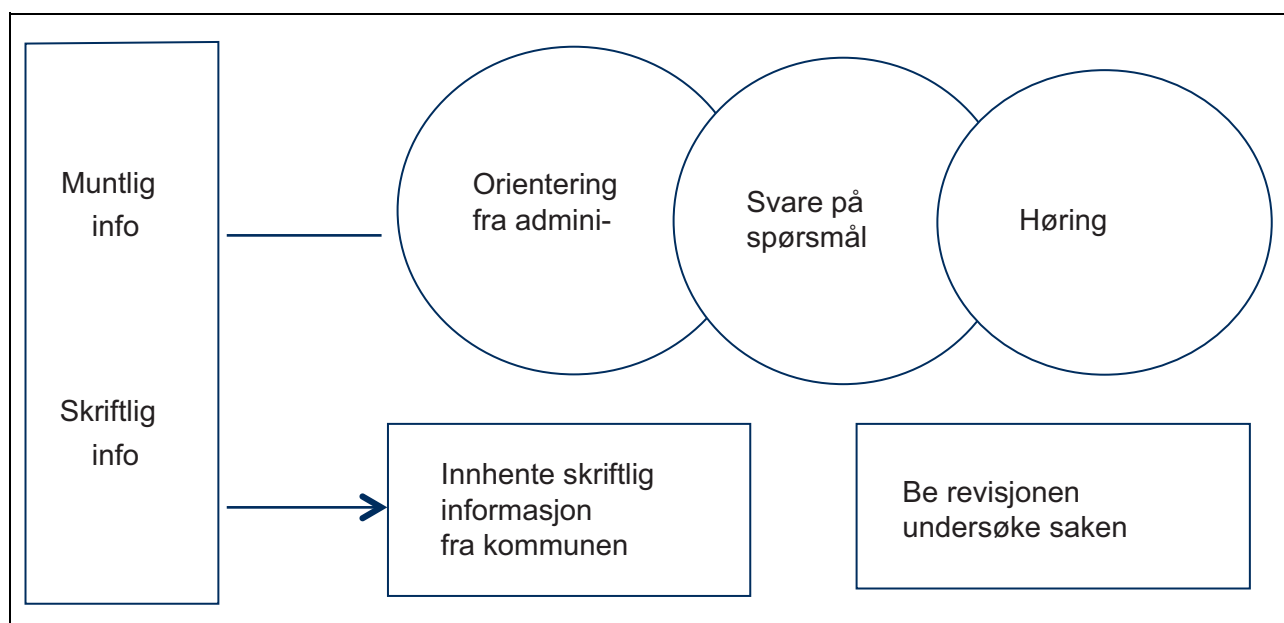 Muntlig
info
Skriftlig
info
Orientering
fra admini-
Svare på
spørsmål
Høring
Innhente skriftlig
informasjon
fra kommunen
Be revisjonen
undersøke saken